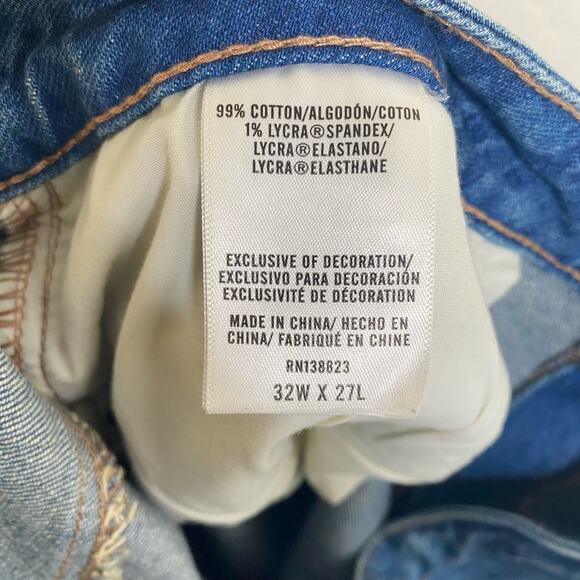 99% COTTON/ALGODÓN/COTON
1% LYCRA®SPANDEX/
LYCRA®ELASTANO/
LYCRA®ELASTHANE
EXCLUSIVE OF DECORATION/
EXCLUSIVO PARA DECORACIÓN
EXCLUSIVITÉ DE DÉCORATION
MADE IN CHINA/ HECHO EN
CHINA/ FABRIQUÉ EN CHINE
RN138623
32W X 27L